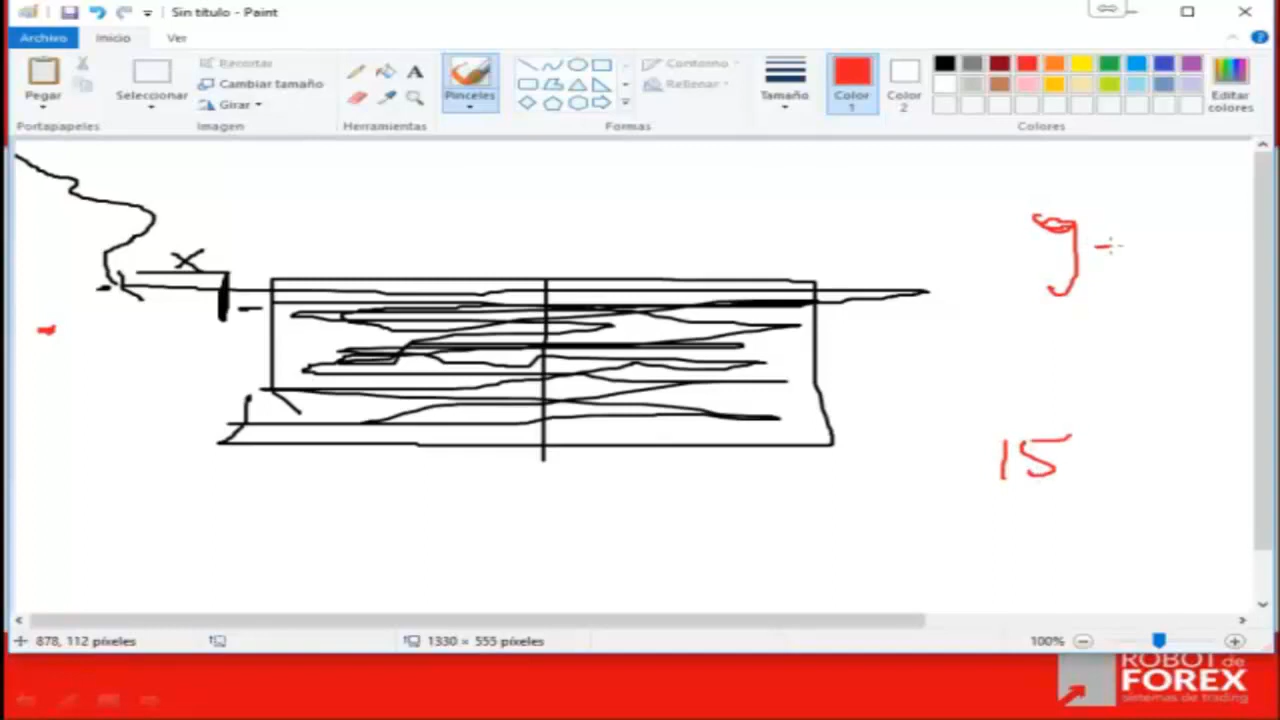 Sin título - Paint
Archivo Inicio Ver
Pegar
Portapapeles
Seleccionar
Recortar
Cambiar tamaño
Girar
Imagen
A
Herramientas
Pinceles
Contorno
Rellenar
Formas
Tamaño
Color 1
Color 2
Editar colores
Colores
X
9 -
15
878, 112 píxeles
1330 × 555 píxeles
100%
ROBOT de
FOREX
sistemas de trading